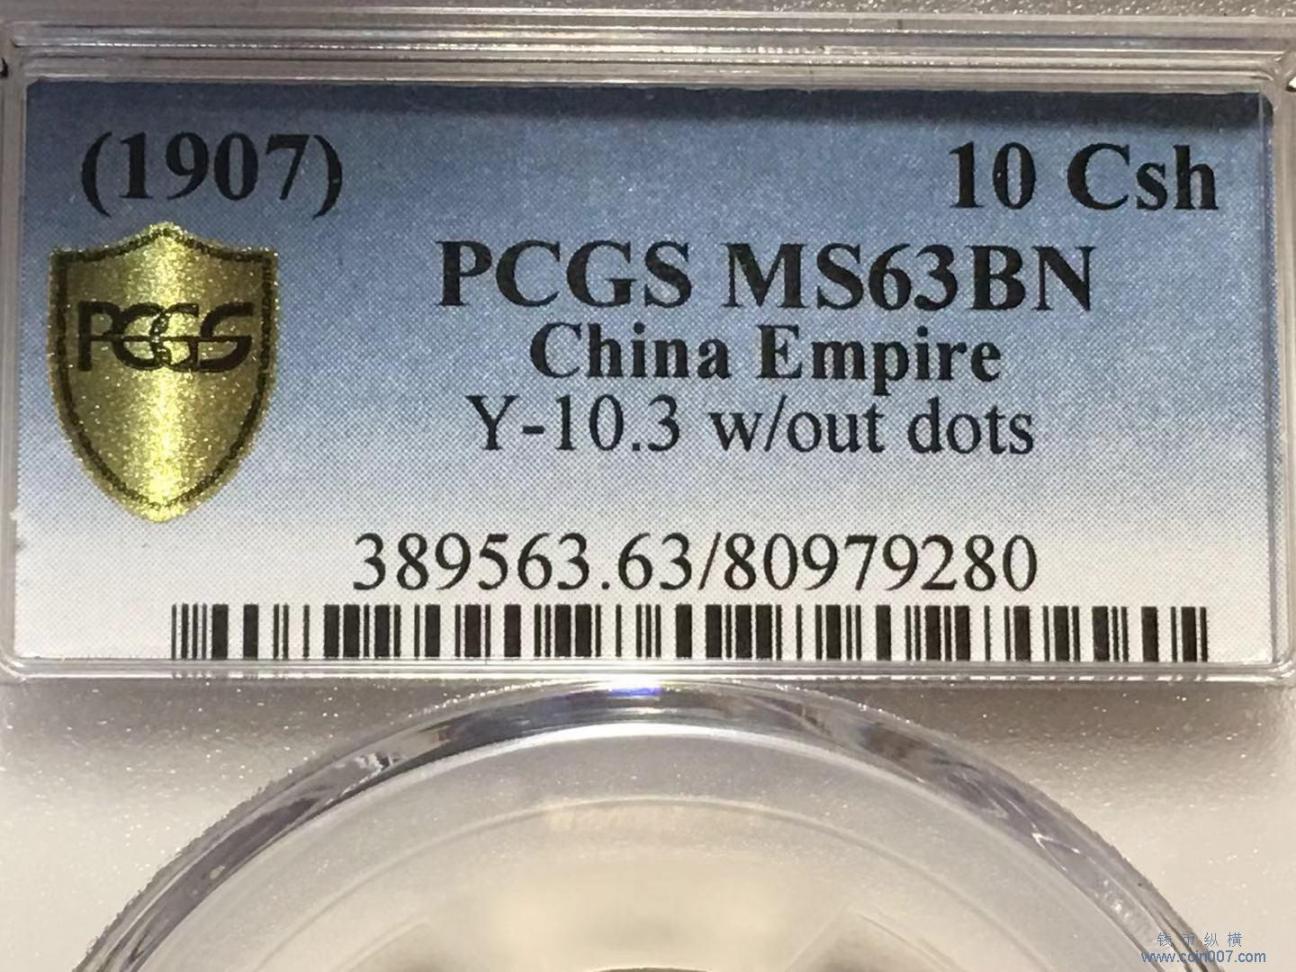 (1907) 10 Csh
PCGS MS63BN
PCGS
China Empire
Y-10.3 w/out dots
389563.63/80979280
钱币纵横
www.coin007.com